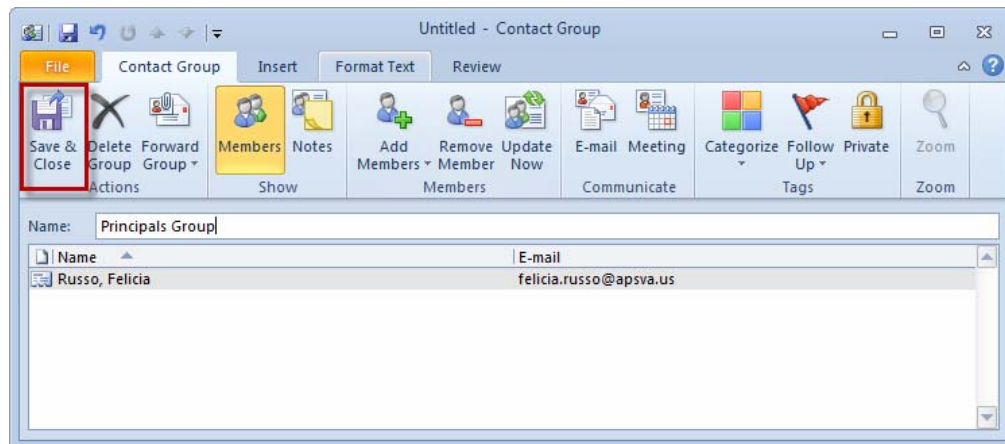 Untitled - Contact Group
File Contact Group Insert Format Text Review
Save & Close Delete Group Forward Group Members Notes Add Members Remove Member Update Now E-mail Meeting Categorize Follow Up Private Zoom
Actions Show Members Communicate Tags Zoom
Name: Principals Group
Name E-mail
Russo, Felicia felicia.russo@apsva.us